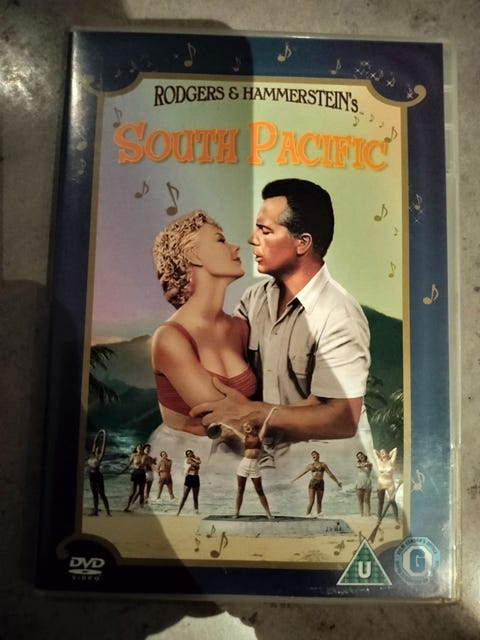 RODGERS & HAMMERSTEIN's
SOUTH PACIFIC
DVD
VIDEO
U
G